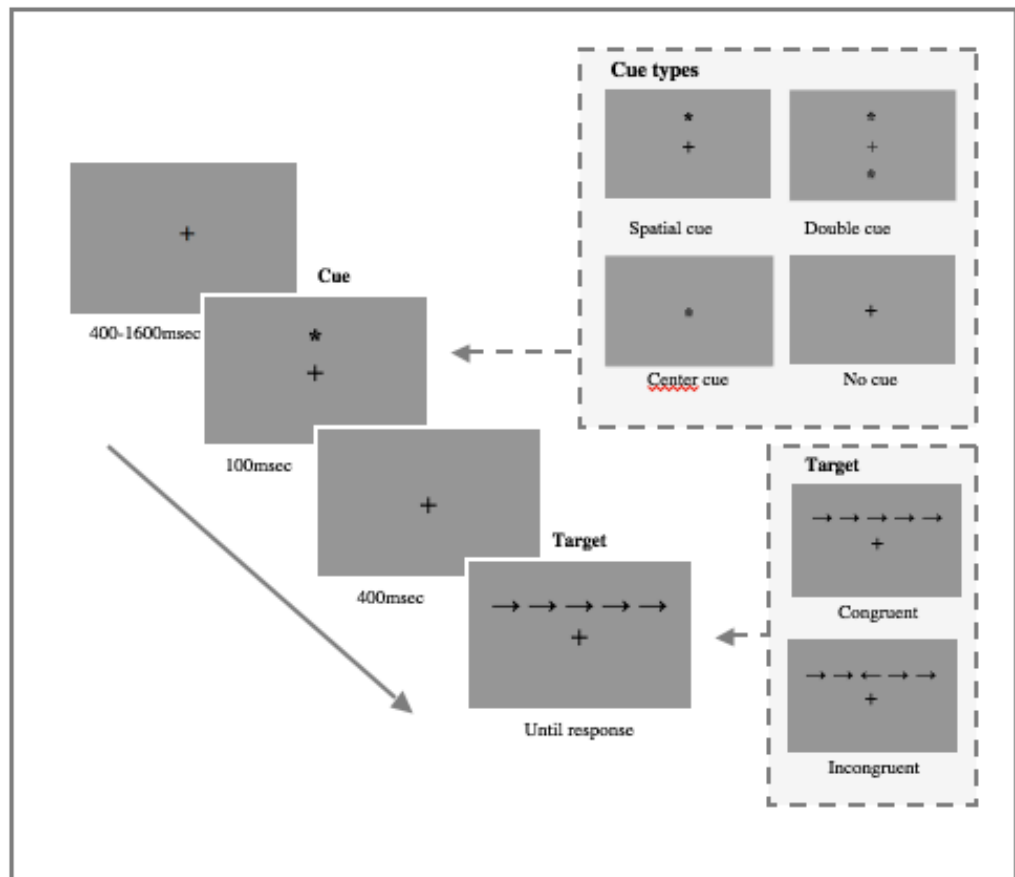 Cue types
*
+
*
+
*
Spatial cue
Double cue
*
+
Center cue
No cue
+
400-1600msec
Cue
*
+
100msec
+
400msec
Target
→ → → → →
+
Until response
Target
→ → → → →
+
Congruent
→ → ← → →
+
Incongruent